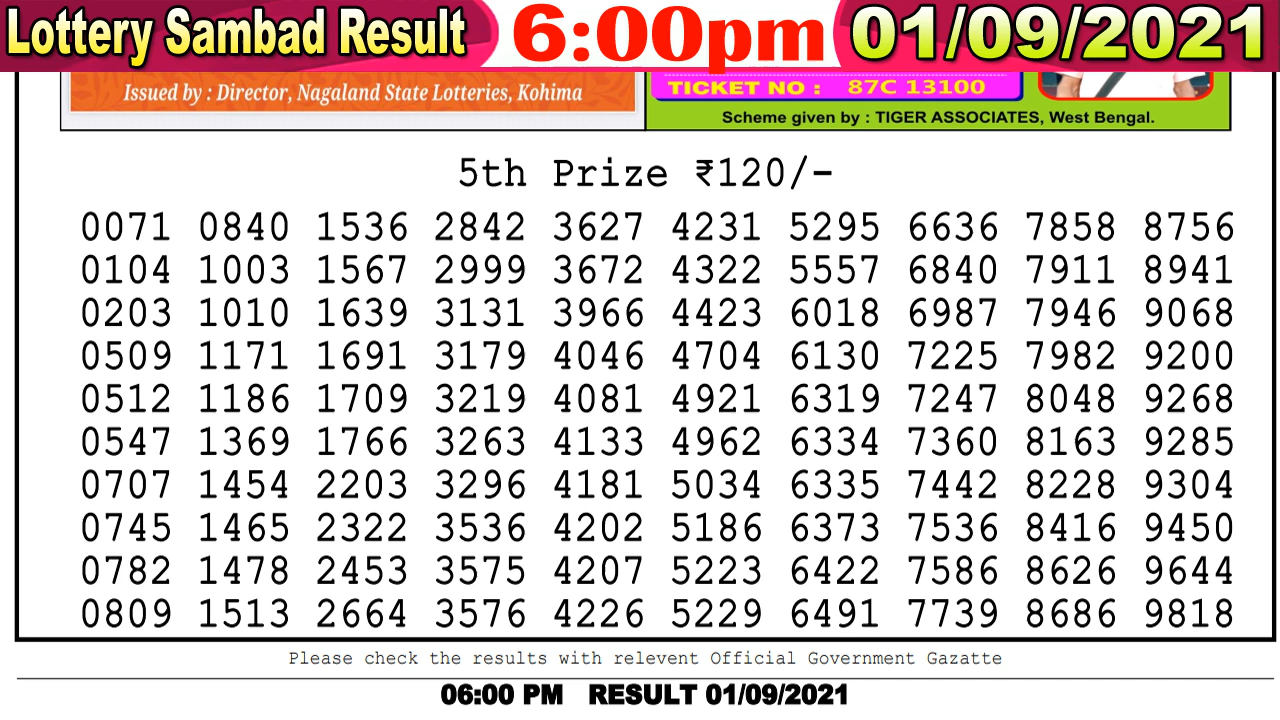 Lottery Sambad Result 6:00pm 01/09/2021
Issued by : Director, Nagaland State Lotteries, Kohima
TICKET NO : 87C 13100
Scheme given by : TIGER ASSOCIATES, West Bengal.
5th Prize ₹120/-
0071 0840 1536 2842 3627 4231 5295 6636 7858 8756
0104 1003 1567 2999 3672 4322 5557 6840 7911 8941
0203 1010 1639 3131 3966 4423 6018 6987 7946 9068
0509 1171 1691 3179 4046 4704 6130 7225 7982 9200
0512 1186 1709 3219 4081 4921 6319 7247 8048 9268
0547 1369 1766 3263 4133 4962 6334 7360 8163 9285
0707 1454 2203 3296 4181 5034 6335 7442 8228 9304
0745 1465 2322 3536 4202 5186 6373 7536 8416 9450
0782 1478 2453 3575 4207 5223 6422 7586 8626 9644
0809 1513 2664 3576 4226 5229 6491 7739 8686 9818
Please check the results with relevent Official Government Gazatte
06:00 PM RESULT 01/09/2021